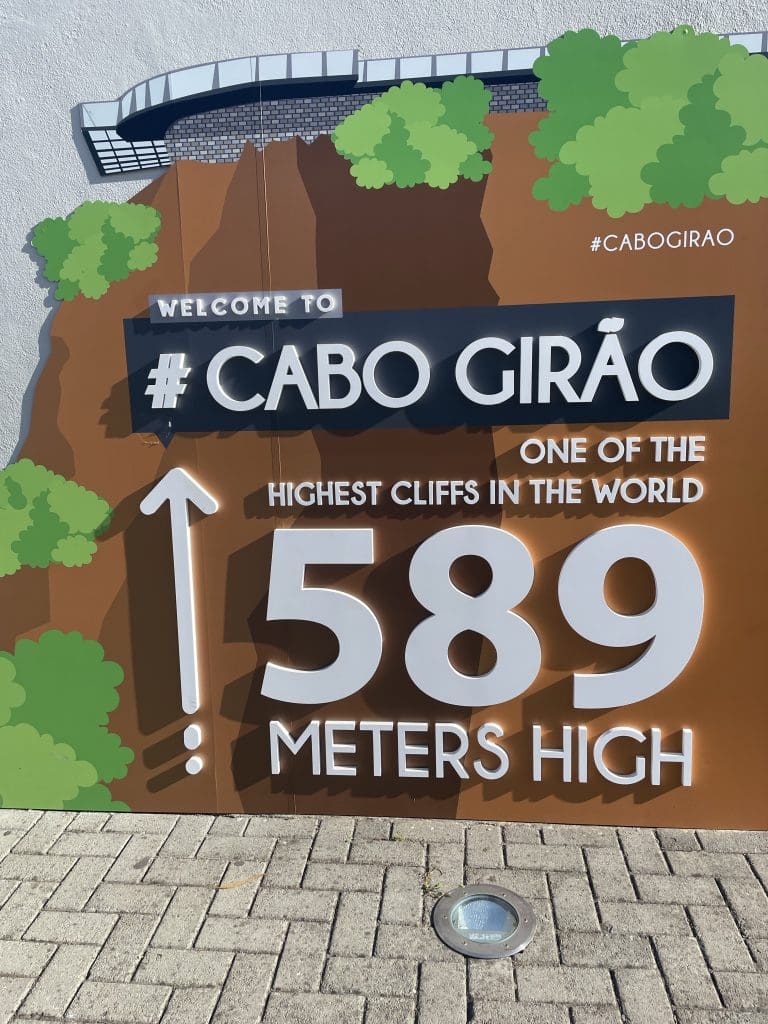 #CABOGIRAO
WELCOME TO
# CABO GIRÃO
ONE OF THE
HIGHEST CLIFFS IN THE WORLD
589
METERS HIGH